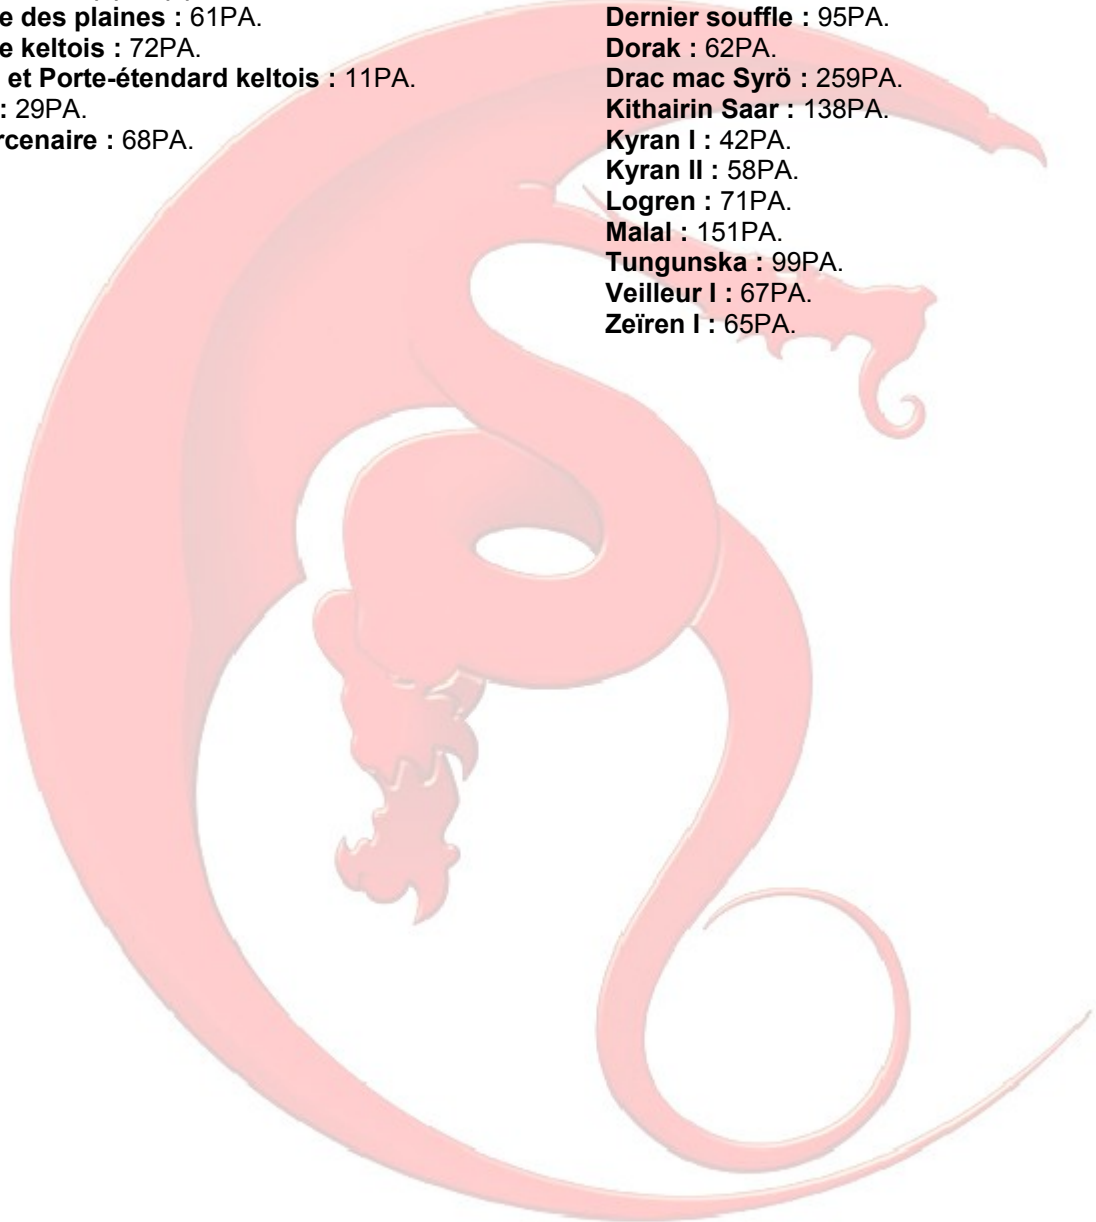 e des plaines : 61PA.
e keltois : 72PA.
et Porte-étendard keltois : 11PA.
: 29PA.
rcenaire : 68PA.
Dernier souffle : 95PA.
Dorak : 62PA.
Drac mac Syrö : 259PA.
Kithairin Saar : 138PA.
Kyran I : 42PA.
Kyran II : 58PA.
Logren : 71PA.
Malal : 151PA.
Tungunska : 99PA.
Veilleur I : 67PA.
Zeïren I : 65PA.